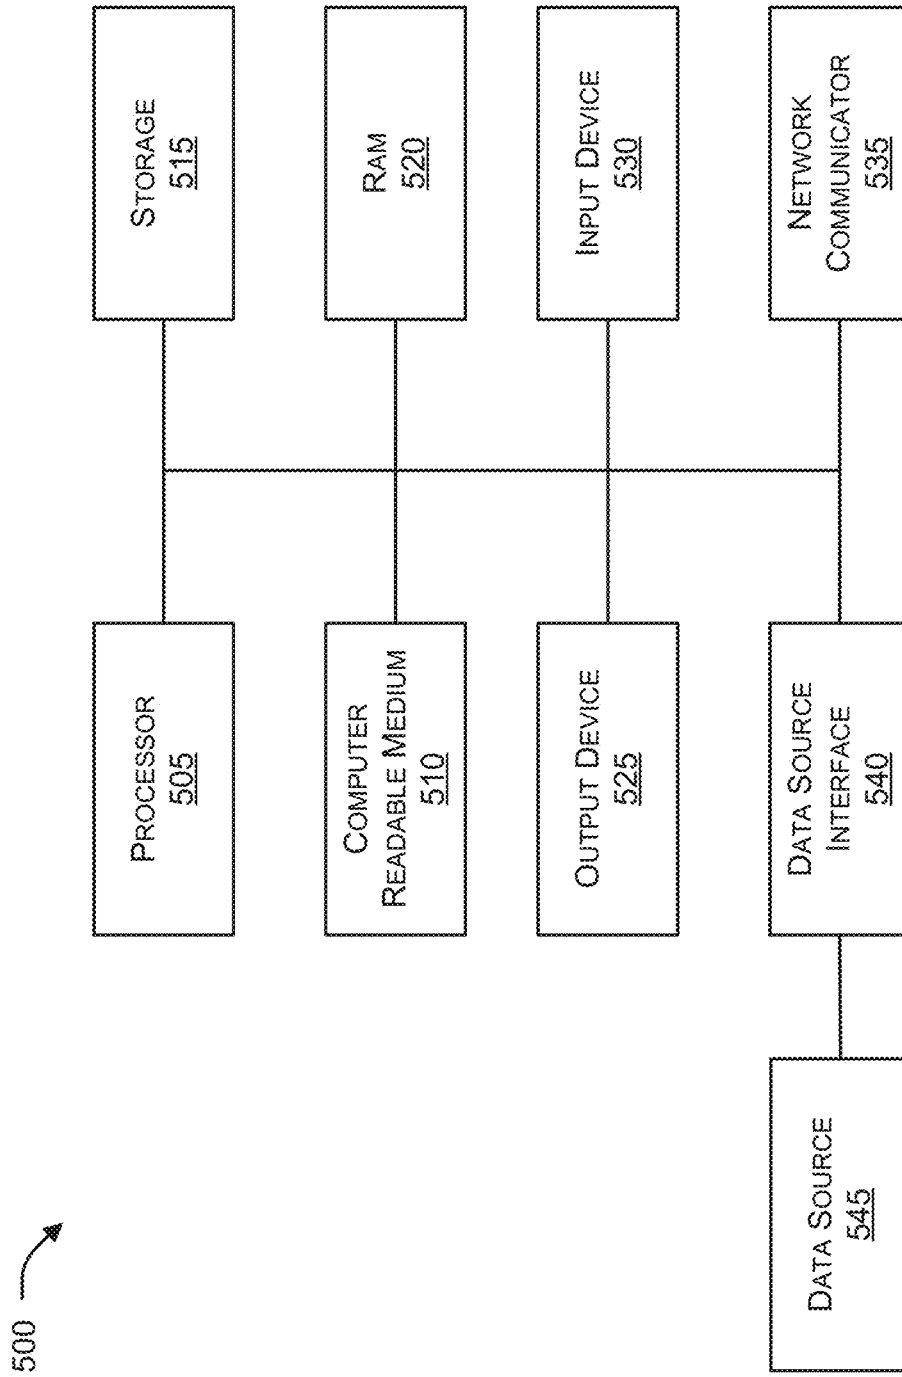 500
PROCESSOR
505
STORAGE
515
COMPUTER
READABLE MEDIUM
510
RAM
520
OUTPUT DEVICE
525
INPUT DEVICE
530
DATA SOURCE
545
DATA SOURCE
INTERFACE
540
NETWORK
COMMUNICATOR
535